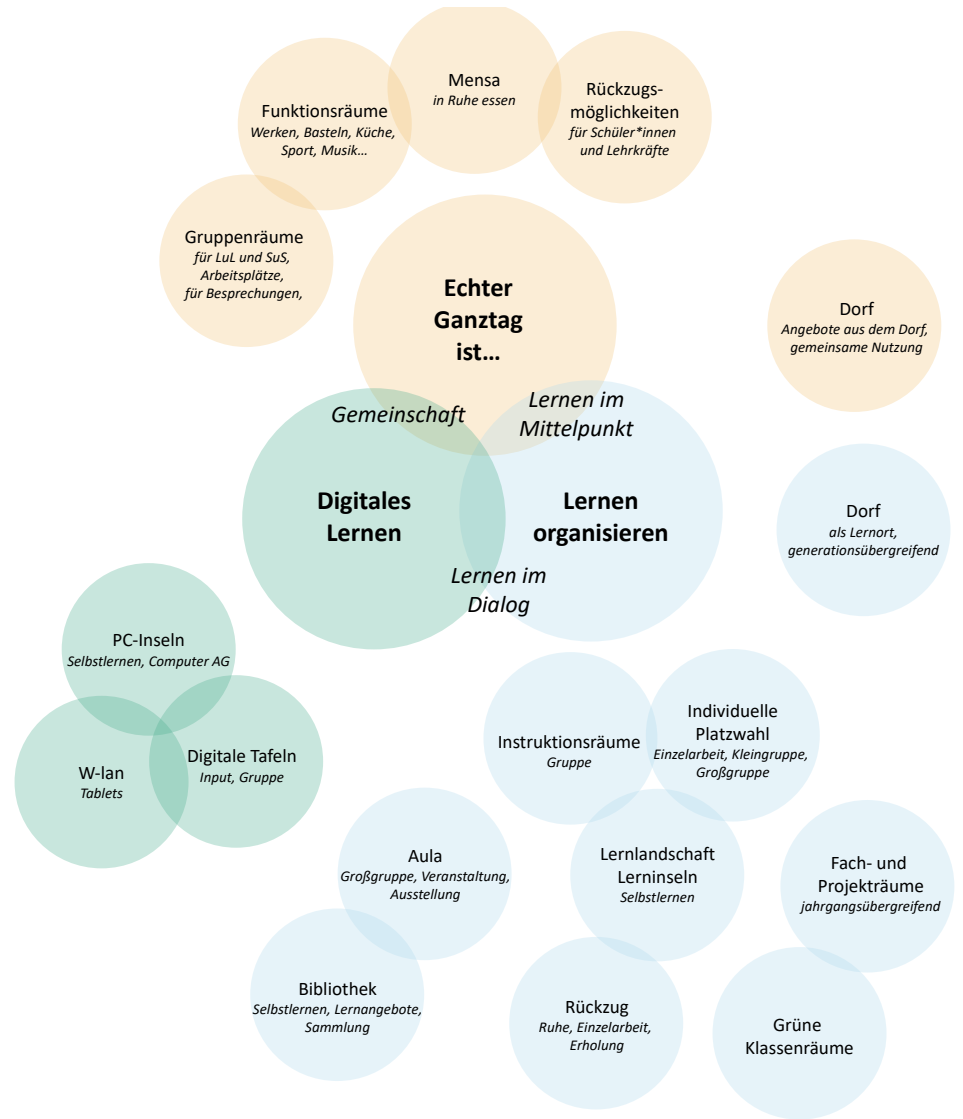 Mensa
in Ruhe essen
Funktionsräume
Werken, Basteln, Küche,
Sport, Musik...
Rückzugs-
möglichkeiten
für Schüler*innen
und Lehrkräfte
Gruppenräume
für LuL und SuS,
Arbeitsplätze,
für Besprechungen,
Echter
Ganztag
ist...
Dorf
Angebote aus dem Dorf,
gemeinsame Nutzung
Gemeinschaft
Lernen im
Mittelpunkt
Digitales
Lernen
Lernen
organisieren
Dorf
als Lernort,
generationsübergreifend
Lernen im
Dialog
PC-Inseln
Selbstlernen, Computer AG
W-lan
Tablets
Digitale Tafeln
Input, Gruppe
Instruktionsräume
Gruppe
Individuelle
Platzwahl
Einzelarbeit, Kleingruppe,
Großgruppe
Aula
Großgruppe, Veranstaltung,
Ausstellung
Lernlandschaft
Lerninseln
Selbstlernen
Fach- und
Projekträume
jahrgangsübergreifend
Bibliothek
Selbstlernen, Lernangebote,
Sammlung
Rückzug
Ruhe, Einzelarbeit,
Erholung
Grüne
Klassenräume